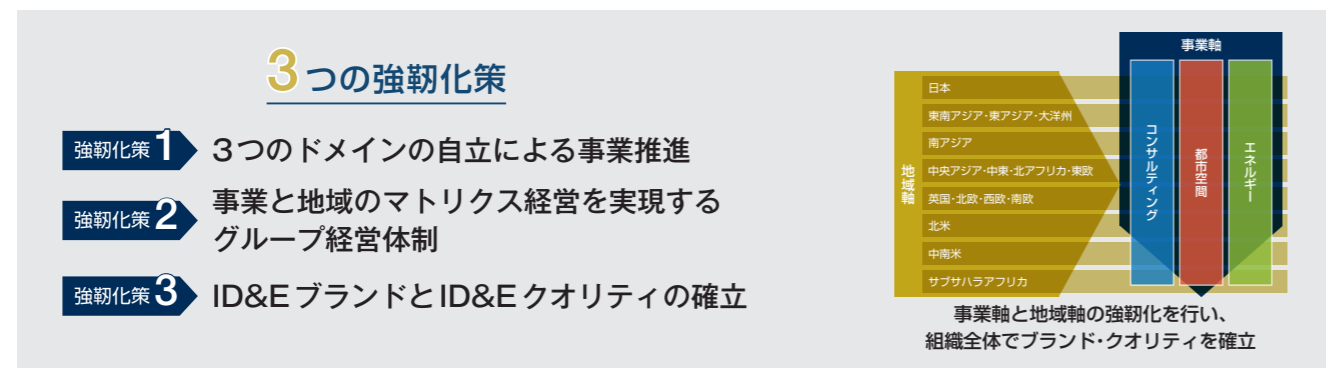 3つの強靭化策
強靭化策1 3つのドメインの自立による事業推進
強靭化策2 事業と地域のマトリクス経営を実現する
グループ経営体制
強靭化策3 ID&EブランドとID&Eクオリティの確立
事業軸
コンサルティング
都市空間
エネルギー
地域軸
日本
東南アジア・東アジア・大洋州
南アジア
中央アジア・中東・北アフリカ・東欧
英国・北欧・西欧・南欧
北米
中南米
サブサハラアフリカ
事業軸と地域軸の強靭化を行い、
組織全体でブランド・クオリティを確立